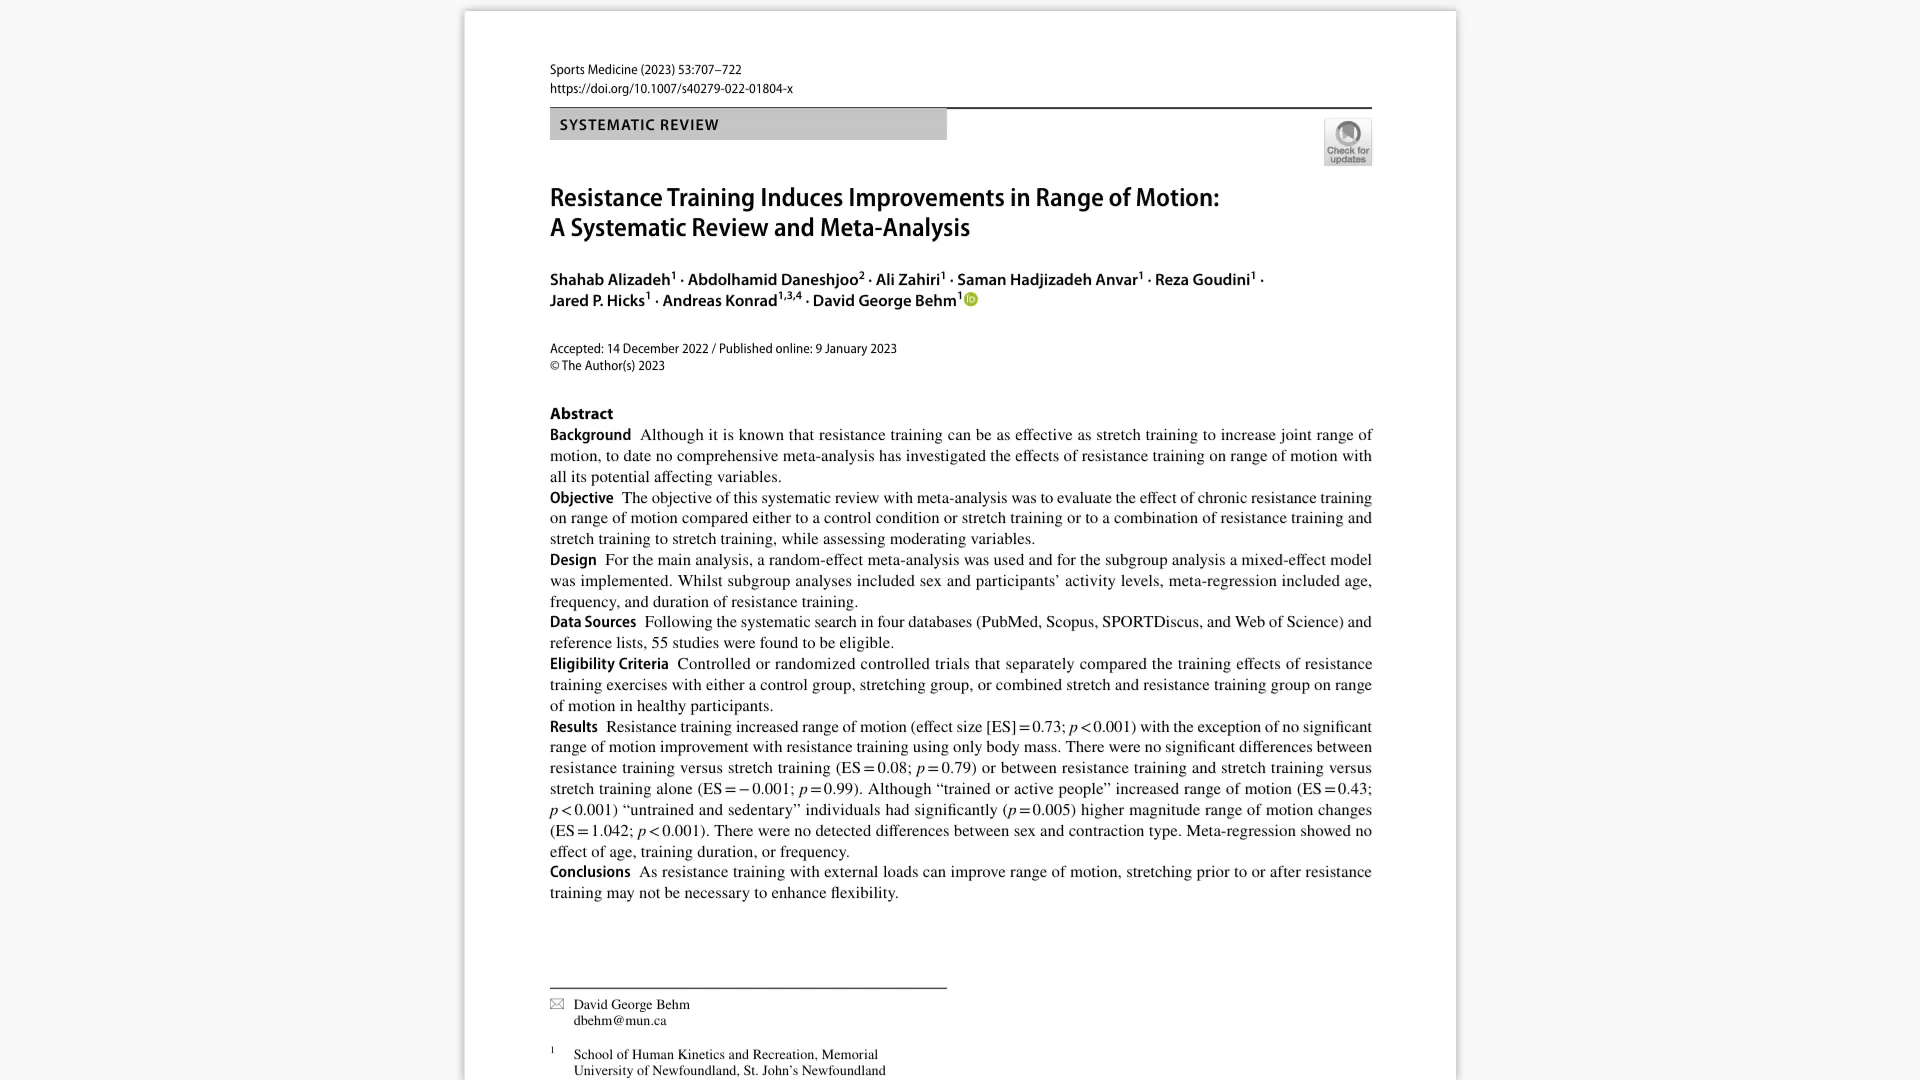 Sports Medicine (2023) 53:707–722
https://doi.org/10.1007/s40279-022-01804-x
SYSTEMATIC REVIEW
Check for
updates
Resistance Training Induces Improvements in Range of Motion:
A Systematic Review and Meta-Analysis
Shahab Alizadeh1 · Abdolhamid Daneshjoo2 · Ali Zahiri1 · Saman Hadjizadeh Anvar1 · Reza Goudini1 ·
Jared P. Hicks1 · Andreas Konrad1,3,4 · David George Behm1 iD
Accepted: 14 December 2022 / Published online: 9 January 2023
© The Author(s) 2023
Abstract
Background Although it is known that resistance training can be as effective as stretch training to increase joint range of
motion, to date no comprehensive meta-analysis has investigated the effects of resistance training on range of motion with
all its potential affecting variables.
Objective The objective of this systematic review with meta-analysis was to evaluate the effect of chronic resistance training
on range of motion compared either to a control condition or stretch training or to a combination of resistance training and
stretch training to stretch training, while assessing moderating variables.
Design For the main analysis, a random-effect meta-analysis was used and for the subgroup analysis a mixed-effect model
was implemented. Whilst subgroup analyses included sex and participants’ activity levels, meta-regression included age,
frequency, and duration of resistance training.
Data Sources Following the systematic search in four databases (PubMed, Scopus, SPORTDiscus, and Web of Science) and
reference lists, 55 studies were found to be eligible.
Eligibility Criteria Controlled or randomized controlled trials that separately compared the training effects of resistance
training exercises with either a control group, stretching group, or combined stretch and resistance training group on range
of motion in healthy participants.
Results Resistance training increased range of motion (effect size [ES] = 0.73; p < 0.001) with the exception of no significant
range of motion improvement with resistance training using only body mass. There were no significant differences between
resistance training versus stretch training (ES = 0.08; p = 0.79) or between resistance training and stretch training versus
stretch training alone (ES = − 0.001; p = 0.99). Although “trained or active people” increased range of motion (ES = 0.43;
p < 0.001) “untrained and sedentary” individuals had significantly (p = 0.005) higher magnitude range of motion changes
(ES = 1.042; p < 0.001). There were no detected differences between sex and contraction type. Meta-regression showed no
effect of age, training duration, or frequency.
Conclusions As resistance training with external loads can improve range of motion, stretching prior to or after resistance
training may not be necessary to enhance flexibility.
David George Behm
dbehm@mun.ca
1 School of Human Kinetics and Recreation, Memorial
University of Newfoundland, St. John’s Newfoundland